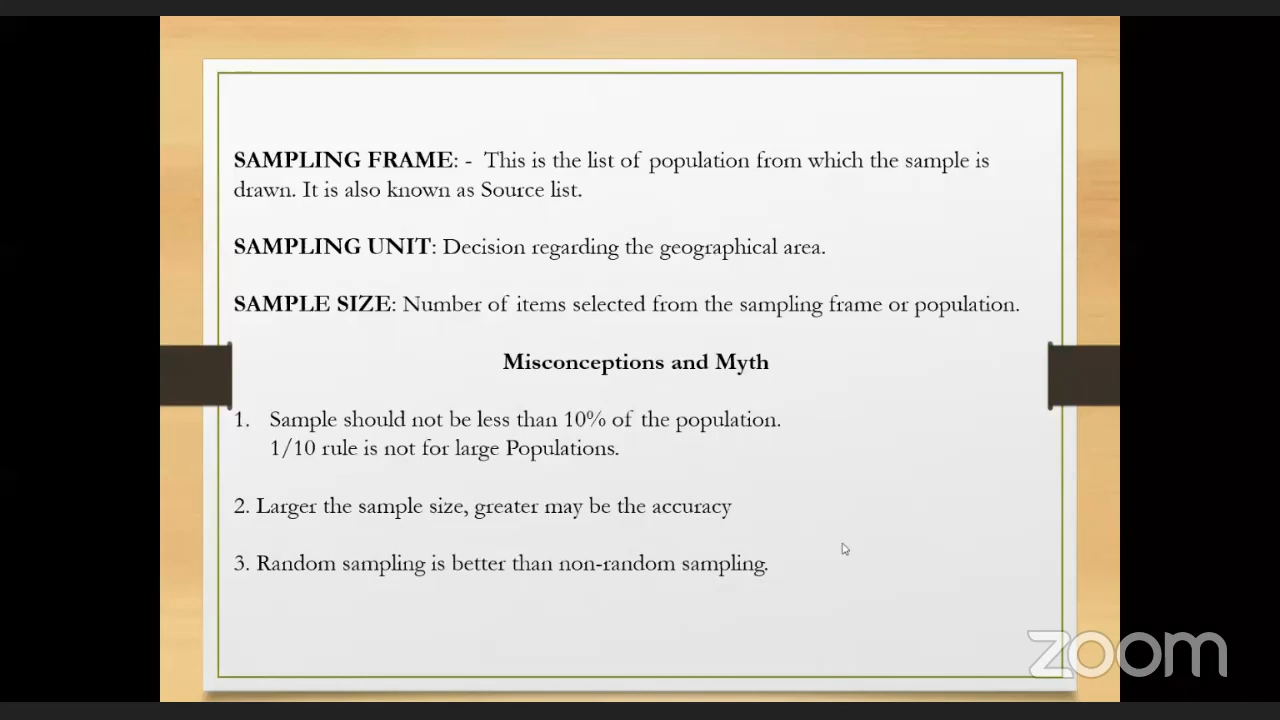 SAMPLING FRAME: - This is the list of population from which the sample is
drawn. It is also known as Source list.
SAMPLING UNIT: Decision regarding the geographical area.
SAMPLE SIZE: Number of items selected from the sampling frame or population.
Misconceptions and Myth
1. Sample should not be less than 10% of the population.
1/10 rule is not for large Populations.
2. Larger the sample size, greater may be the accuracy
3. Random sampling is better than non-random sampling.
zoom